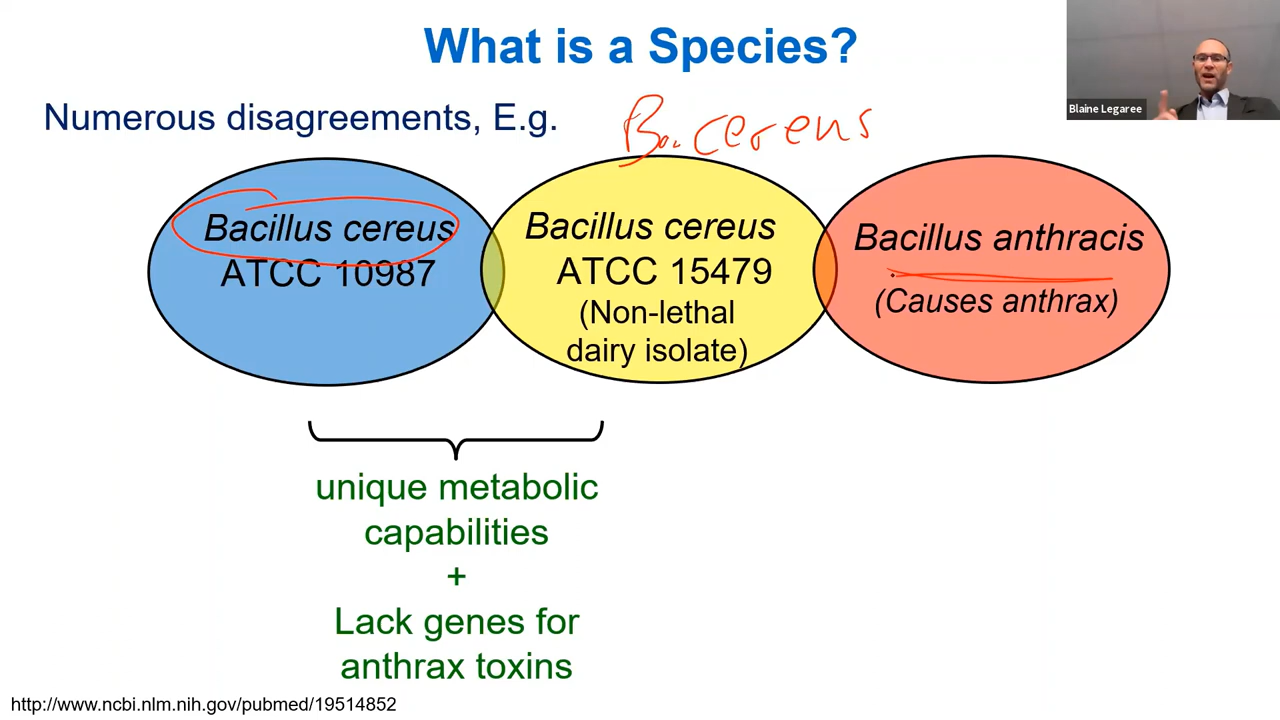 What is a Species?
Blaine Legaree
Numerous disagreements, E.g.
Bac cereus
Bacillus cereus
ATCC 10987
Bacillus cereus
ATCC 15479
(Non-lethal
dairy isolate)
Bacillus anthracis
(Causes anthrax)
unique metabolic
capabilities
+
Lack genes for
anthrax toxins
http://www.ncbi.nlm.nih.gov/pubmed/19514852